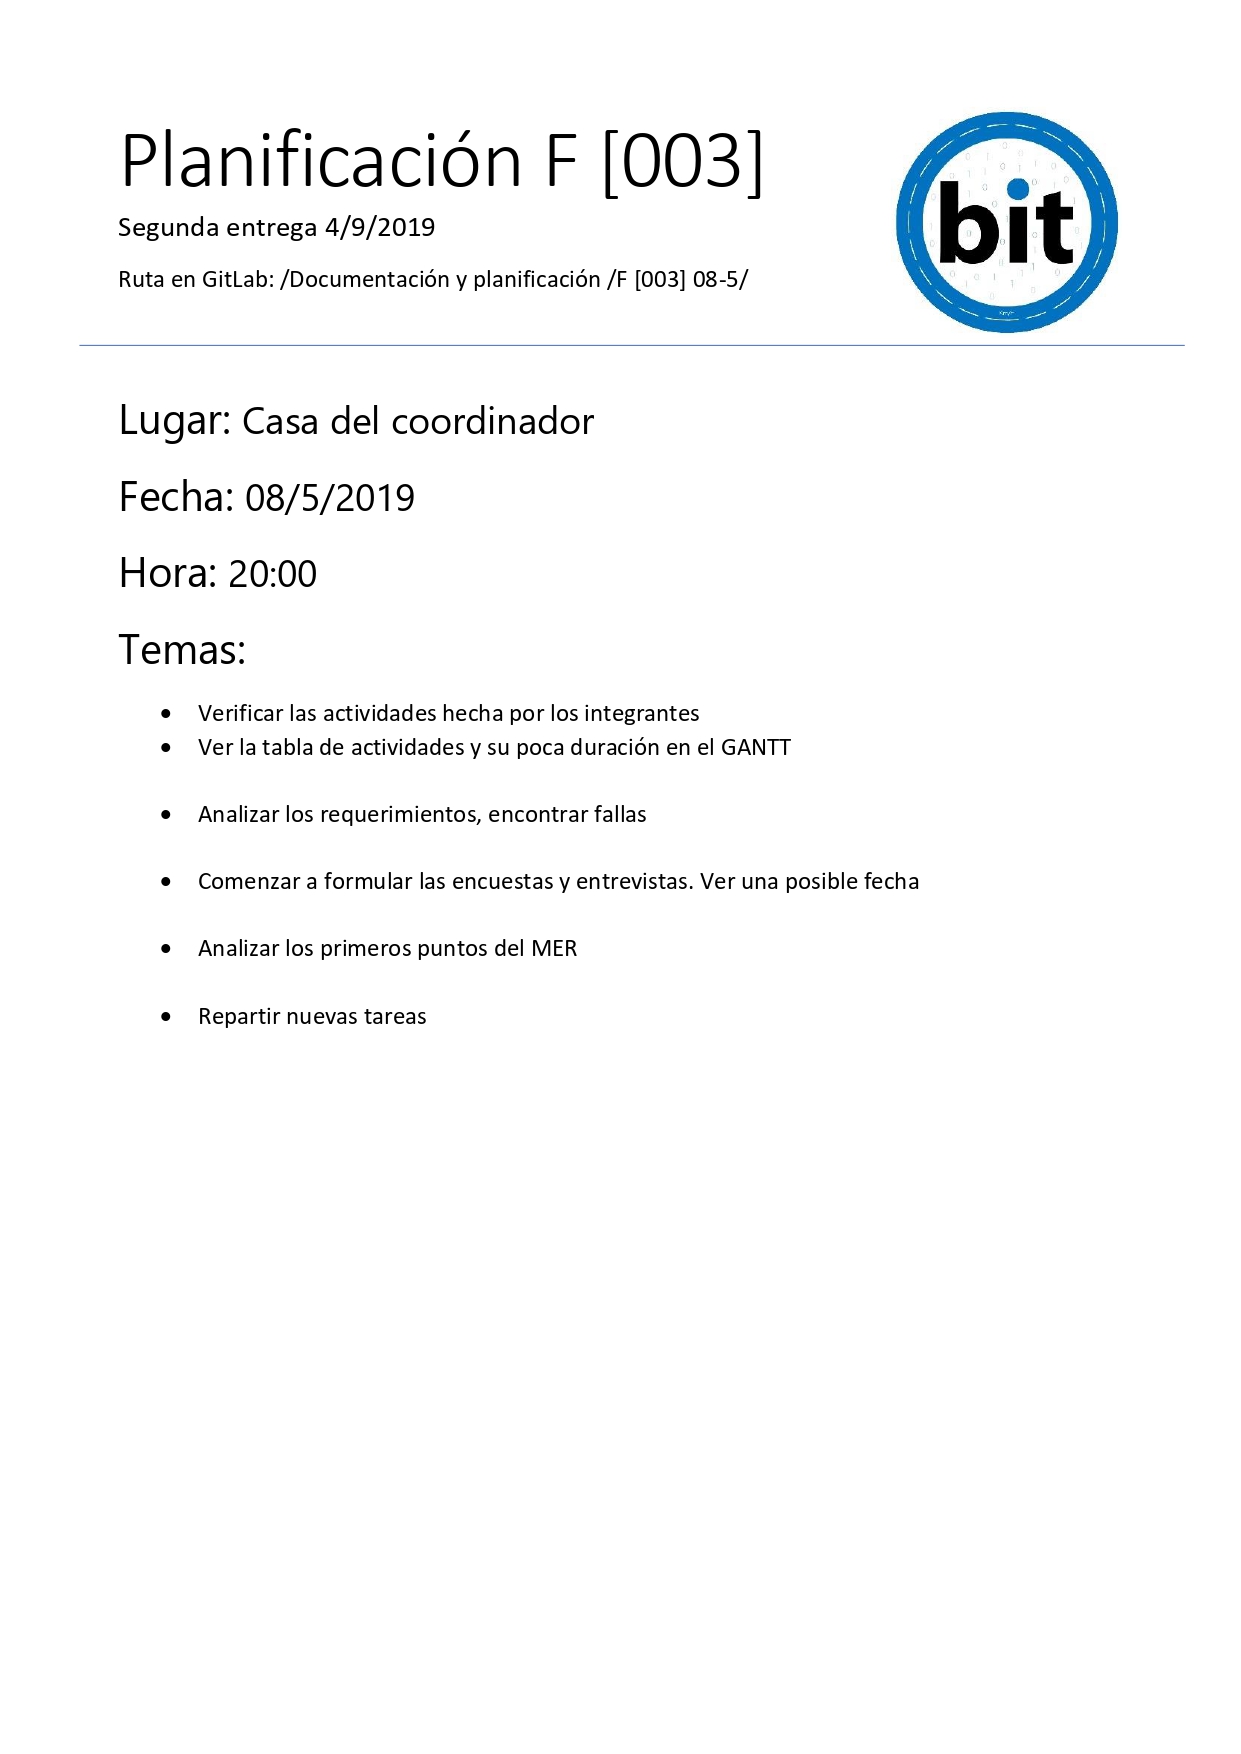 Planificación F [003]
Segunda entrega 4/9/2019
Ruta en GitLab: /Documentación y planificación /F [003] 08-5/
bit
Lugar: Casa del coordinador
Fecha: 08/5/2019
Hora: 20:00
Temas:
• Verificar las actividades hecha por los integrantes
• Ver la tabla de actividades y su poca duración en el GANTT
• Analizar los requerimientos, encontrar fallas
• Comenzar a formular las encuestas y entrevistas. Ver una posible fecha
• Analizar los primeros puntos del MER
• Repartir nuevas tareas